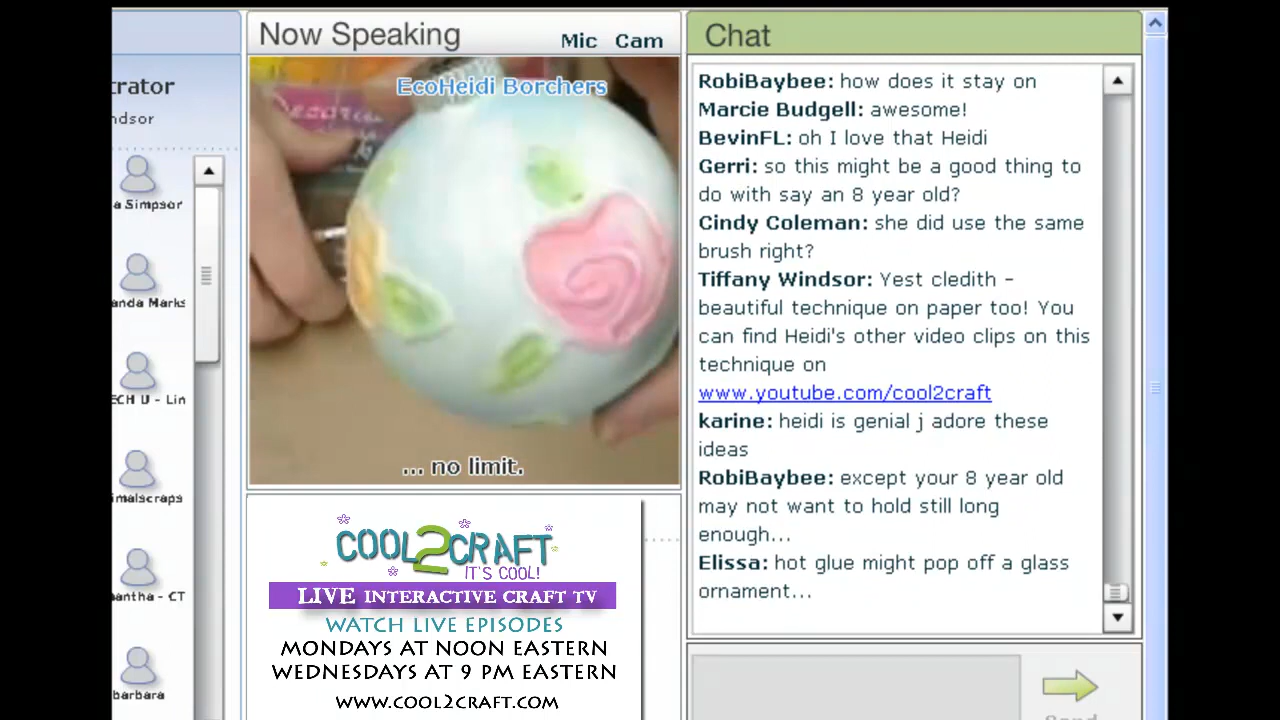 trator
ndsor
a Simpson
anda Marks
ECH U - Lin
imalscraps
antha - CT
barbara
Now Speaking
Mic Cam
EcoHeidi Borchers
... no limit.
COOL2CRAFT
IT'S COOL!
LIVE INTERACTIVE CRAFT TV
WATCH LIVE EPISODES
MONDAYS AT NOON EASTERN
WEDNESDAYS AT 9 PM EASTERN
WWW.COOL2CRAFT.COM
Chat
RobiBaybee: how does it stay on
Marcie Budgell: awesome!
BevinFL: oh I love that Heidi
Gerri: so this might be a good thing to
do with say an 8 year old?
Cindy Coleman: she did use the same
brush right?
Tiffany Windsor: Yest cledith -
beautiful technique on paper too! You
can find Heidi's other video clips on this
technique on
www.youtube.com/cool2craft
karine: heidi is genial j adore these
ideas
RobiBaybee: except your 8 year old
may not want to hold still long
enough...
Elissa: hot glue might pop off a glass
ornament...
Send